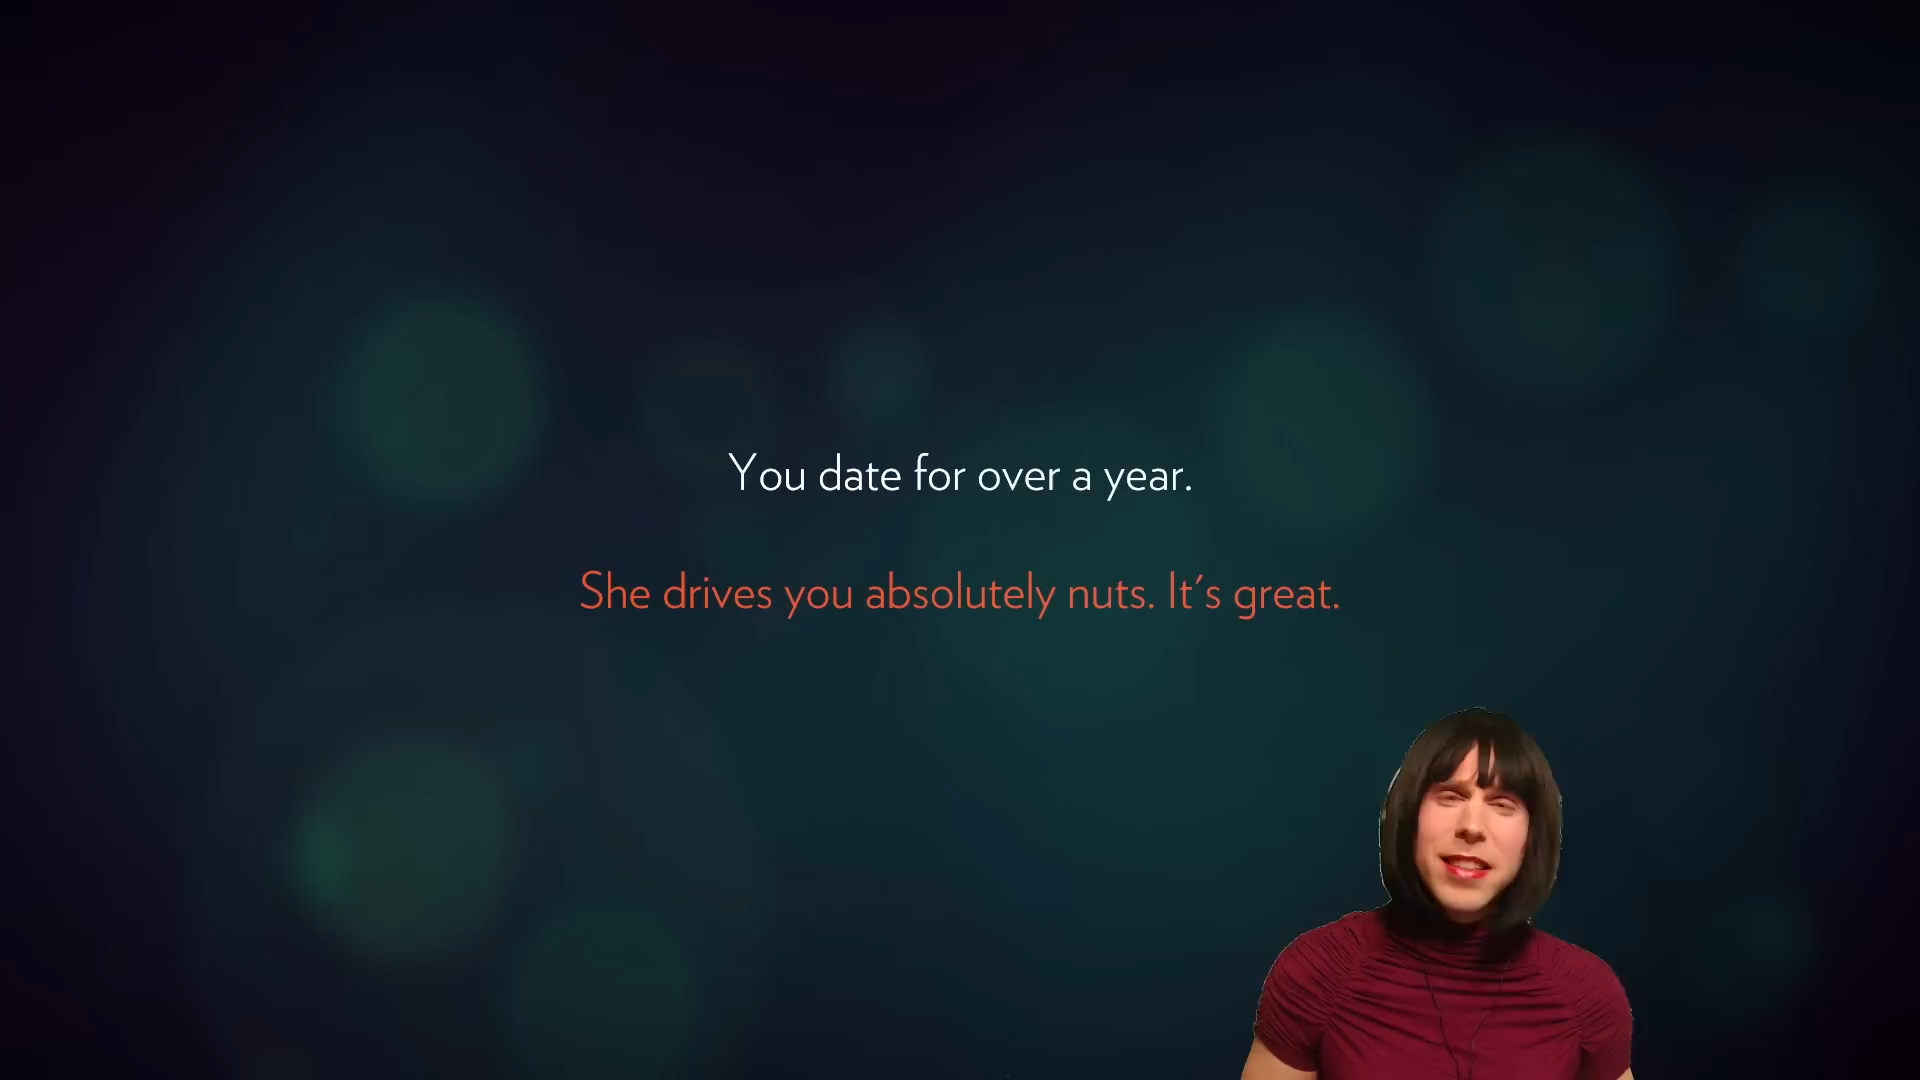 You date for over a year.
She drives you absolutely nuts. It's great.